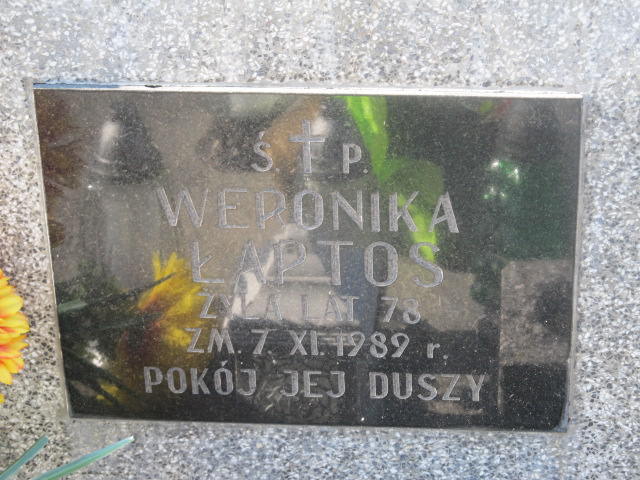 Ś † P.
WERONIKA
ŁAPTOS
ŻYŁA LAT 78
ZM. 7 XI. 1989 r.
POKÓJ JEJ DUSZY